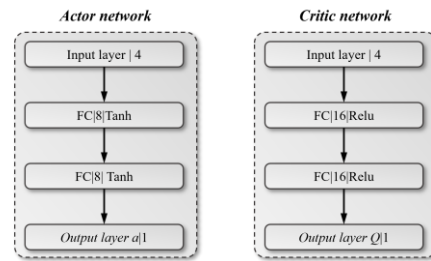 Actor network
Input layer | 4
FC|8|Tanh
FC|8| Tanh
Output layer a|1
Critic network
Input layer | 4
FC|16|Relu
FC|16|Relu
Output layer Q|1